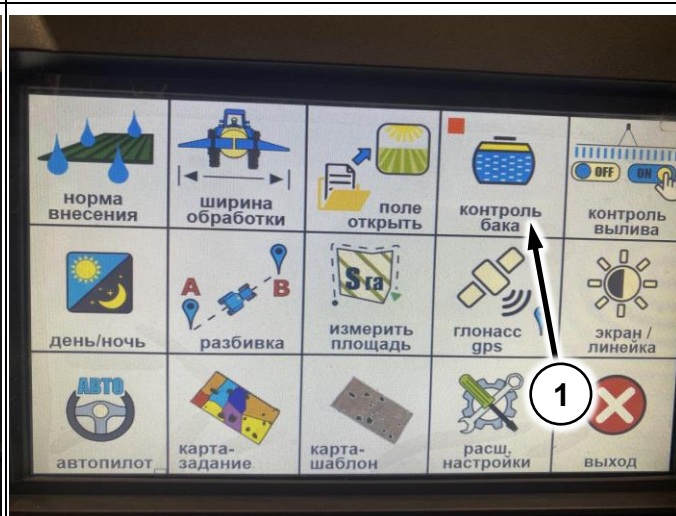 норма
внесения
ширина
обработки
поле
открыть
контроль
бака
OFF
ON
контроль
вылива
день/ночь
A
B
разбивка
S га
измерить
площадь
глонасс
gps
экран /
линейка
АВТО
автопилот
карта-
задание
карта-
шаблон
расш.
настройки
выход
1